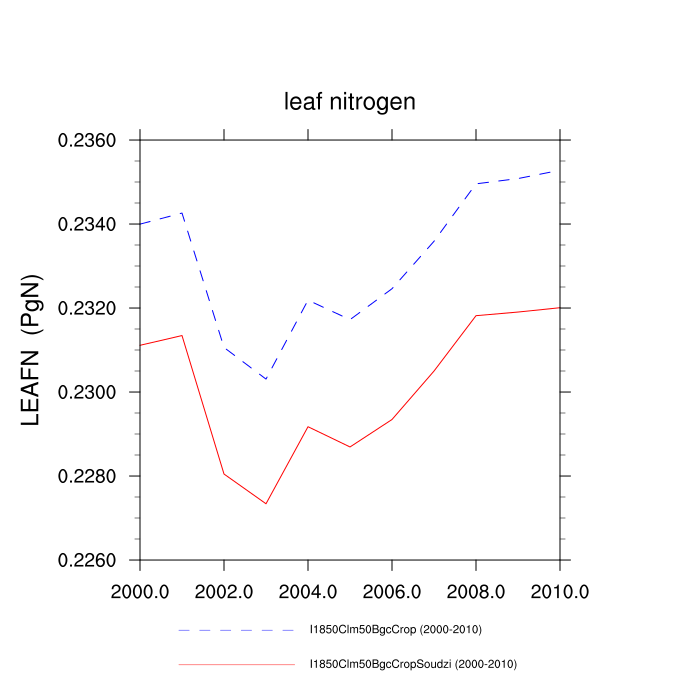 leaf nitrogen
0.2360
0.2340
0.2320
0.2300
0.2280
0.2260
LEAFN (PgN)
2000.0 2002.0 2004.0 2006.0 2008.0 2010.0
I1850Clm50BgcCrop (2000-2010)
I1850Clm50BgcCropSoudzi (2000-2010)